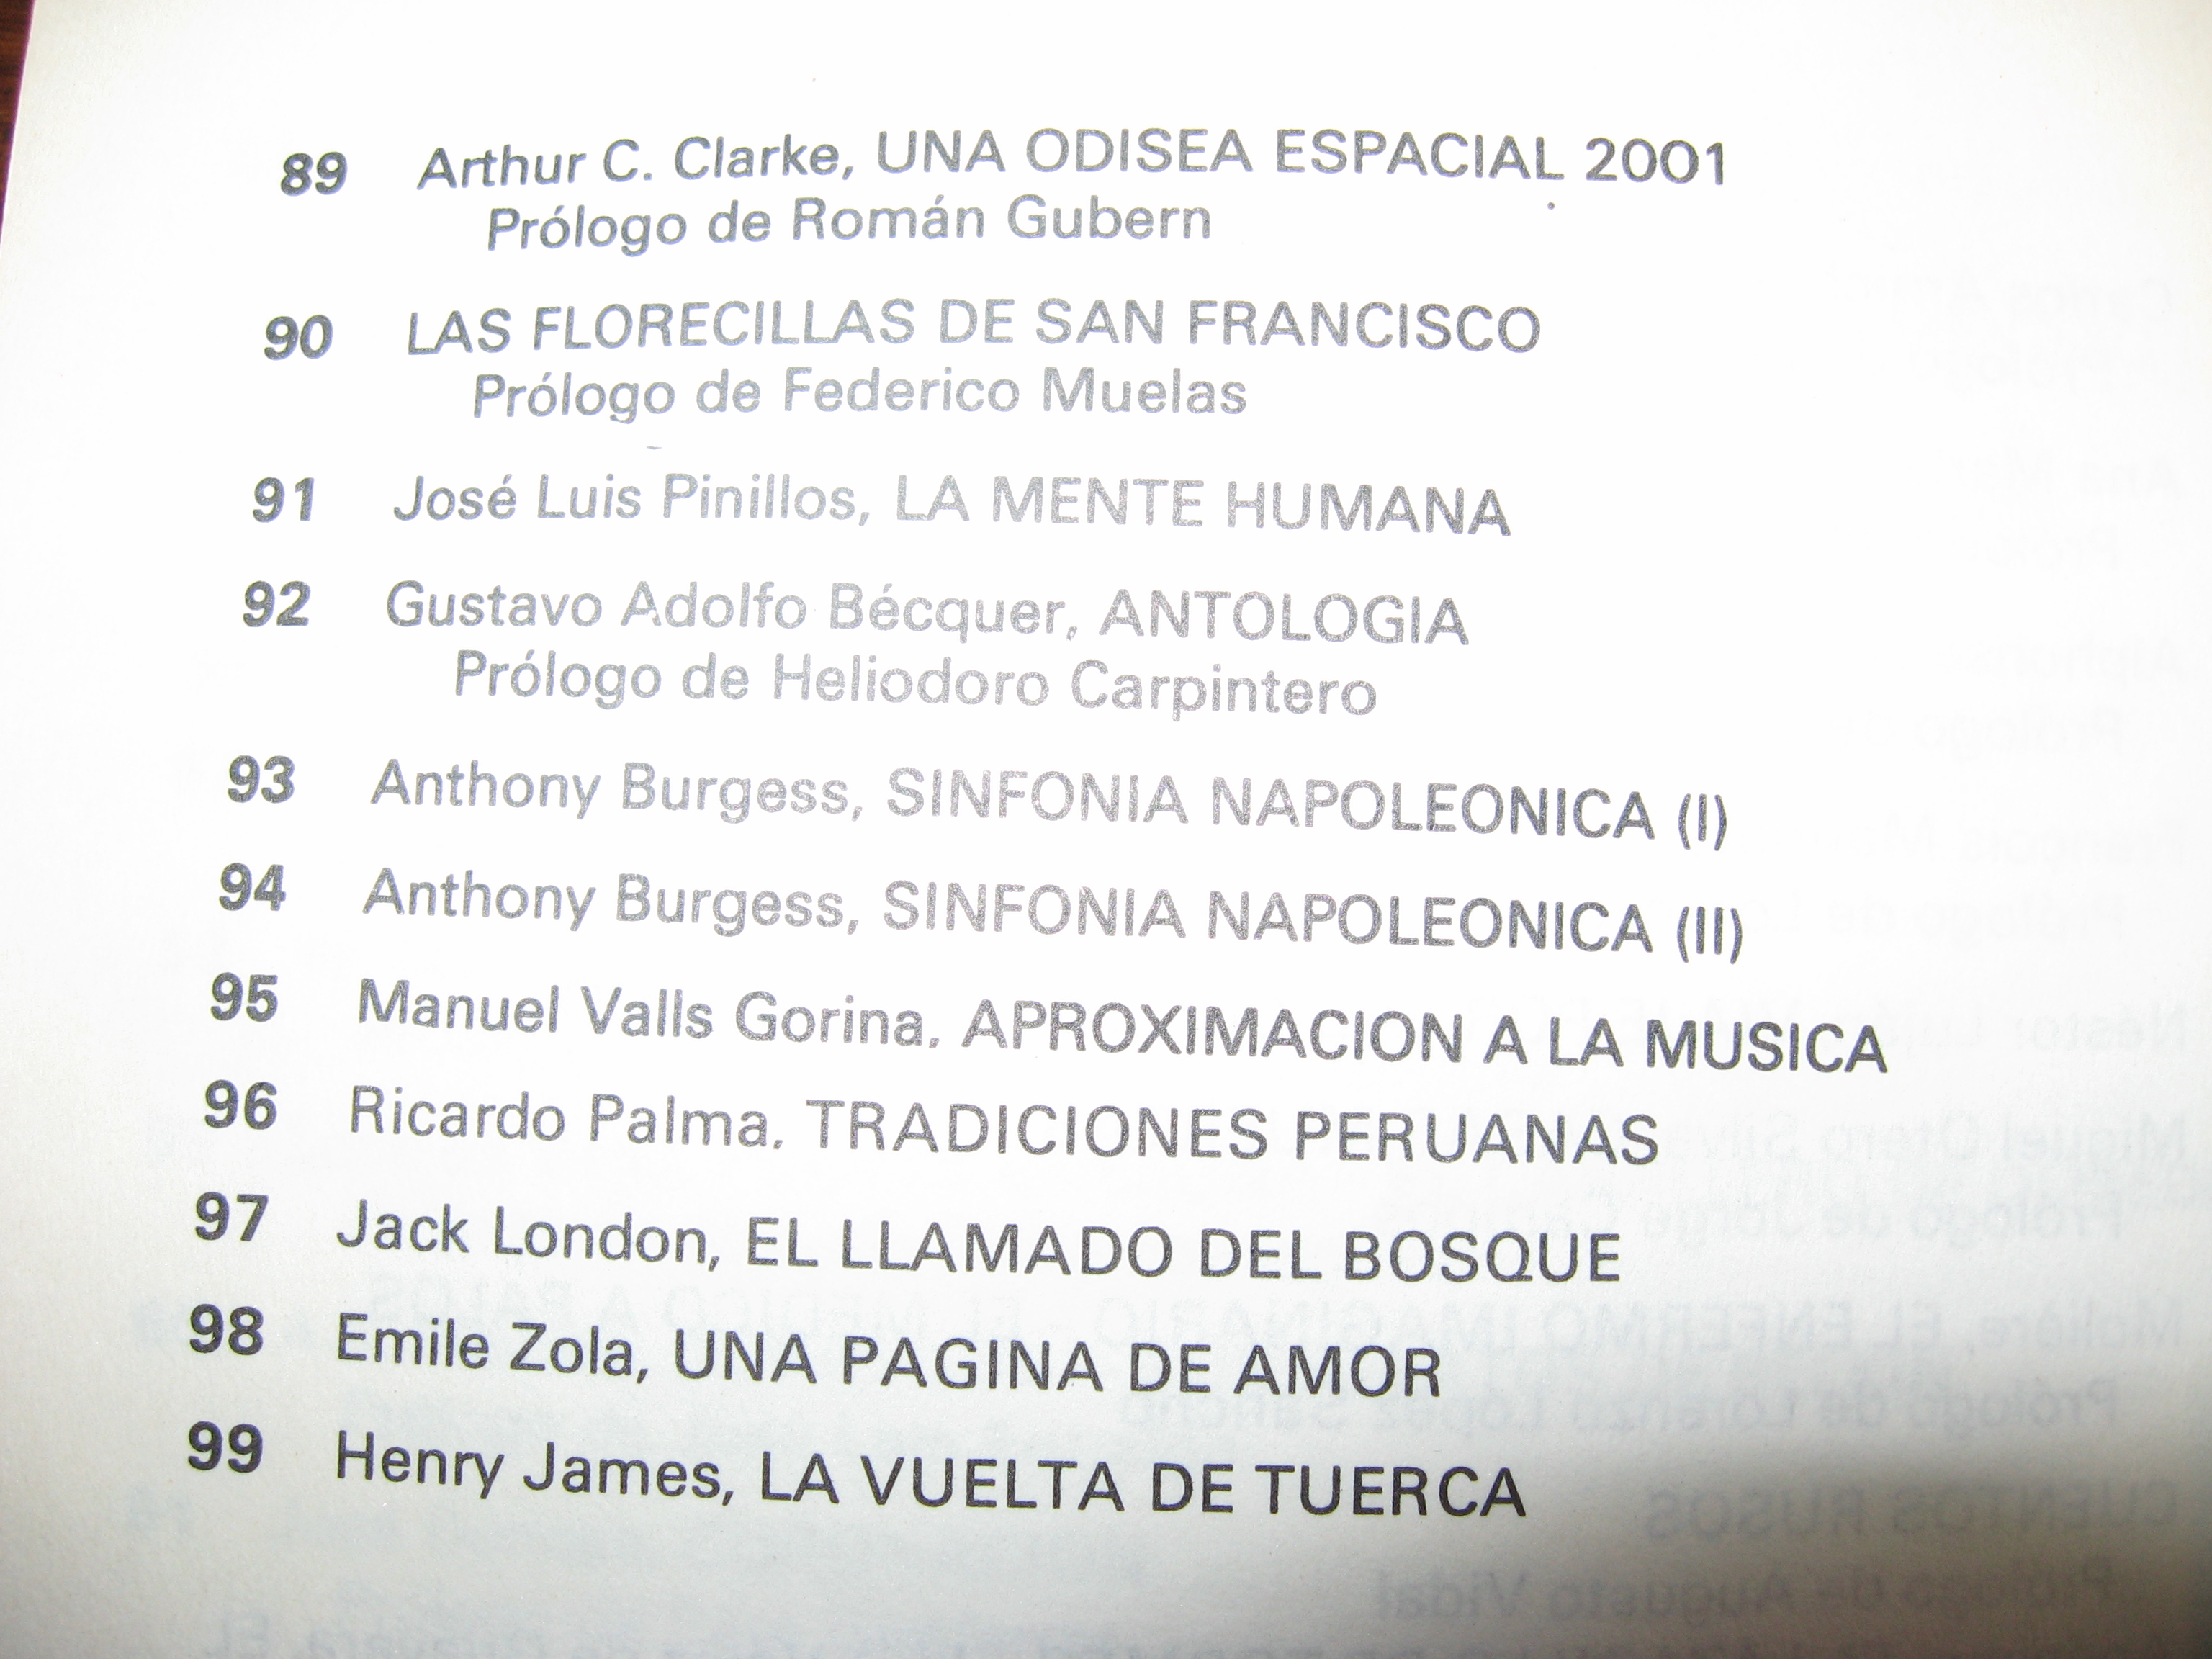 89 Arthur C. Clarke, UNA ODISEA ESPACIAL 2001
Prólogo de Román Gubern
90 LAS FLORECILLAS DE SAN FRANCISCO
Prólogo de Federico Muelas
91 José Luis Pinillos, LA MENTE HUMANA
92 Gustavo Adolfo Bécquer, ANTOLOGIA
Prólogo de Heliodoro Carpintero
93 Anthony Burgess, SINFONIA NAPOLEONICA (I)
94 Anthony Burgess, SINFONIA NAPOLEONICA (II)
95 Manuel Valls Gorina, APROXIMACION A LA MUSICA
96 Ricardo Palma, TRADICIONES PERUANAS
97 Jack London, EL LLAMADO DEL BOSQUE
98 Emile Zola, UNA PAGINA DE AMOR
99 Henry James, LA VUELTA DE TUERCA